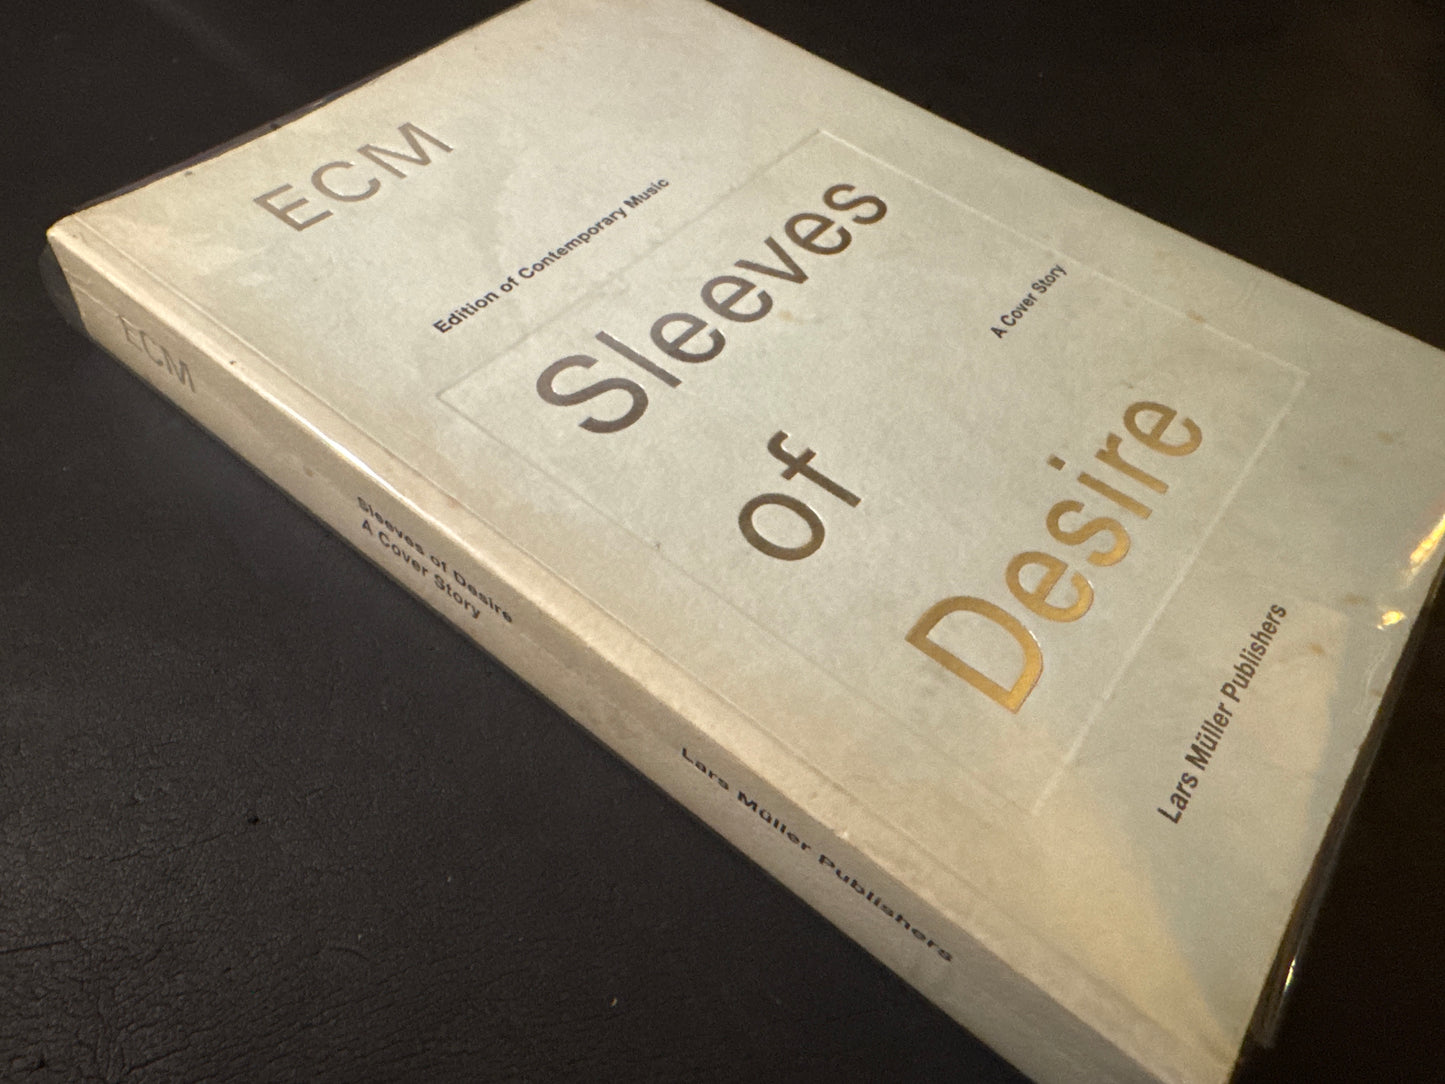 ECM
Edition of Contemporary Music
Sleeves
of
Desire
A Cover Story
Lars Müller Publishers
ECM
Sleeves of Desire
A Cover Story
Lars Müller Publishers